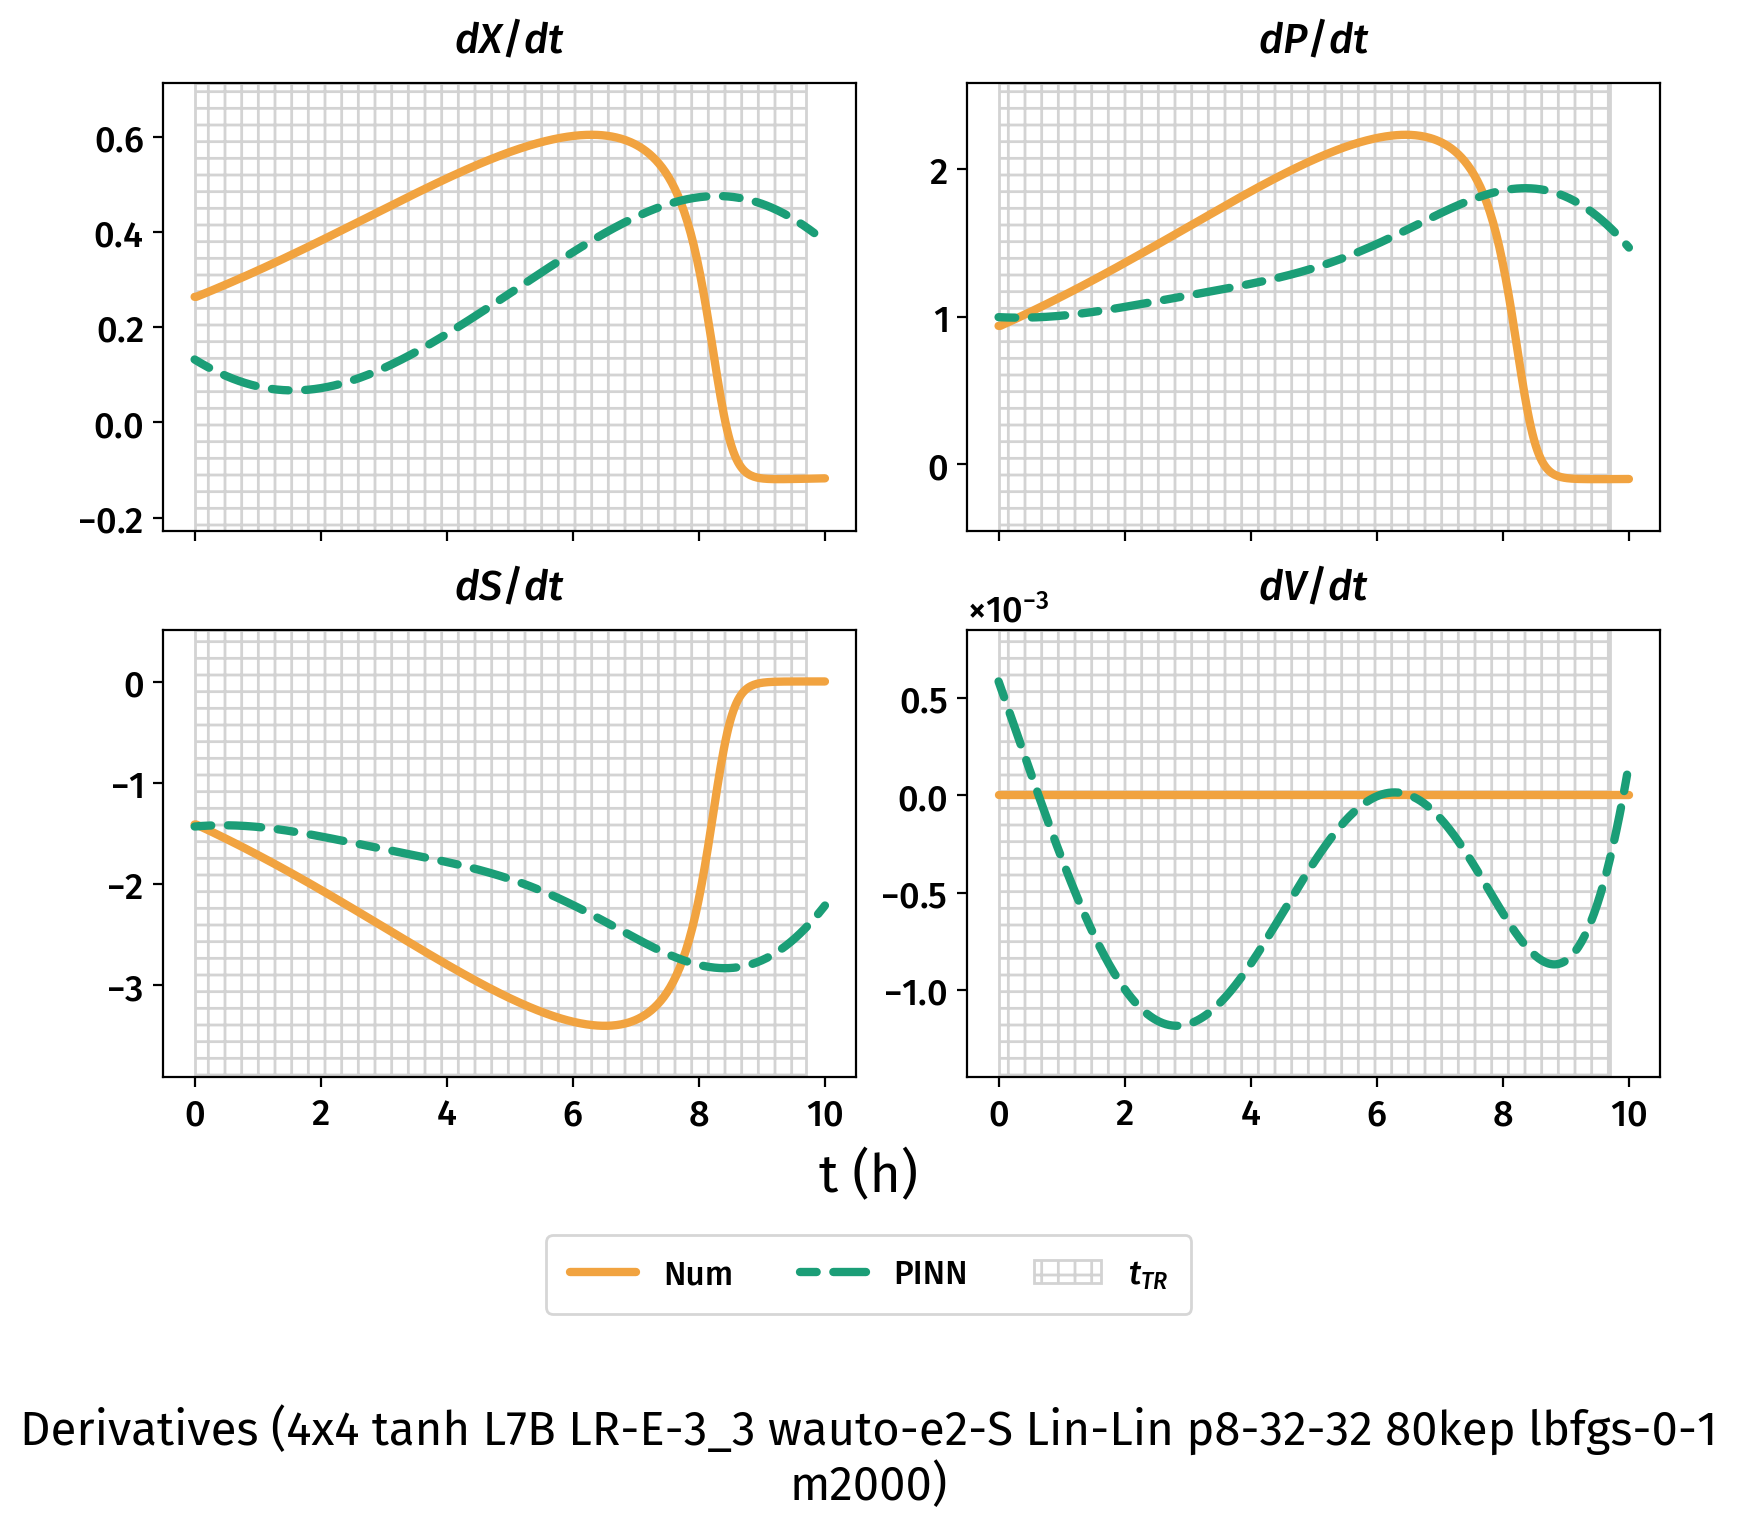 dX/dt
dP/dt
0.6
0.4
0.2
0.0
−0.2
2
1
0
dS/dt
dV/dt
×10⁻³
0
−1
−2
−3
0.5
0.0
−0.5
−1.0
0 2 4 6 8 10
0 2 4 6 8 10
t (h)
Num PINN t_TR
Derivatives (4x4 tanh L7B LR-E-3_3 wauto-e2-S Lin-Lin p8-32-32 80kep lbfgs-0-1
m2000)